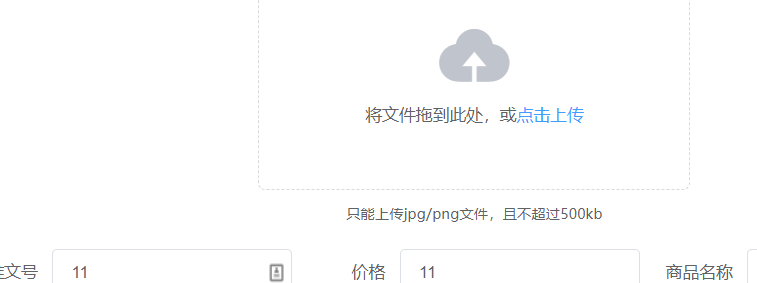 将文件拖到此处，或点击上传
只能上传jpg/png文件，且不超过500kb
文号 11 价格 11 商品名称